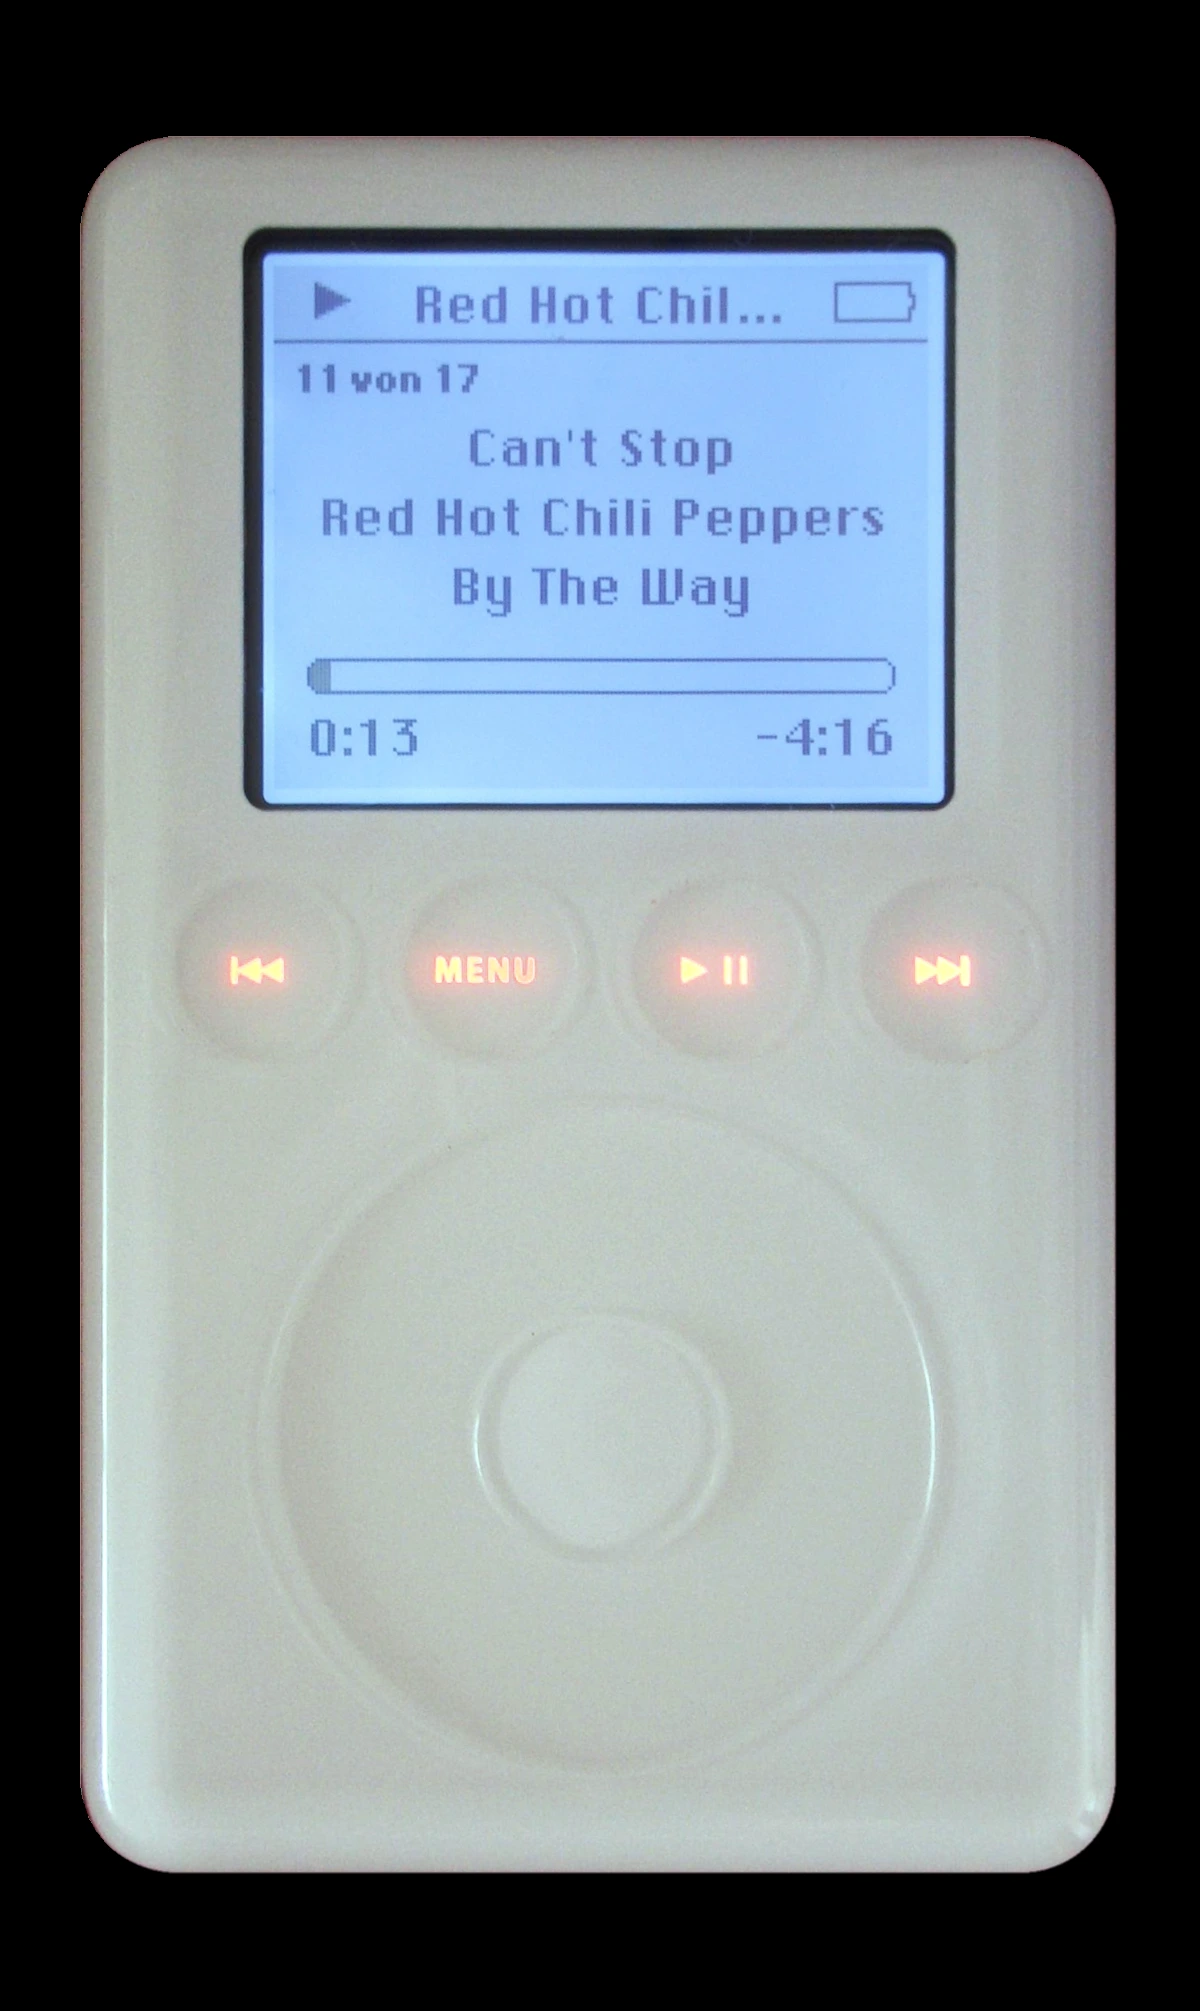 Red Hot Chil...
11 von 17
Can't Stop
Red Hot Chili Peppers
By The Way
0:13 -4:16
MENU